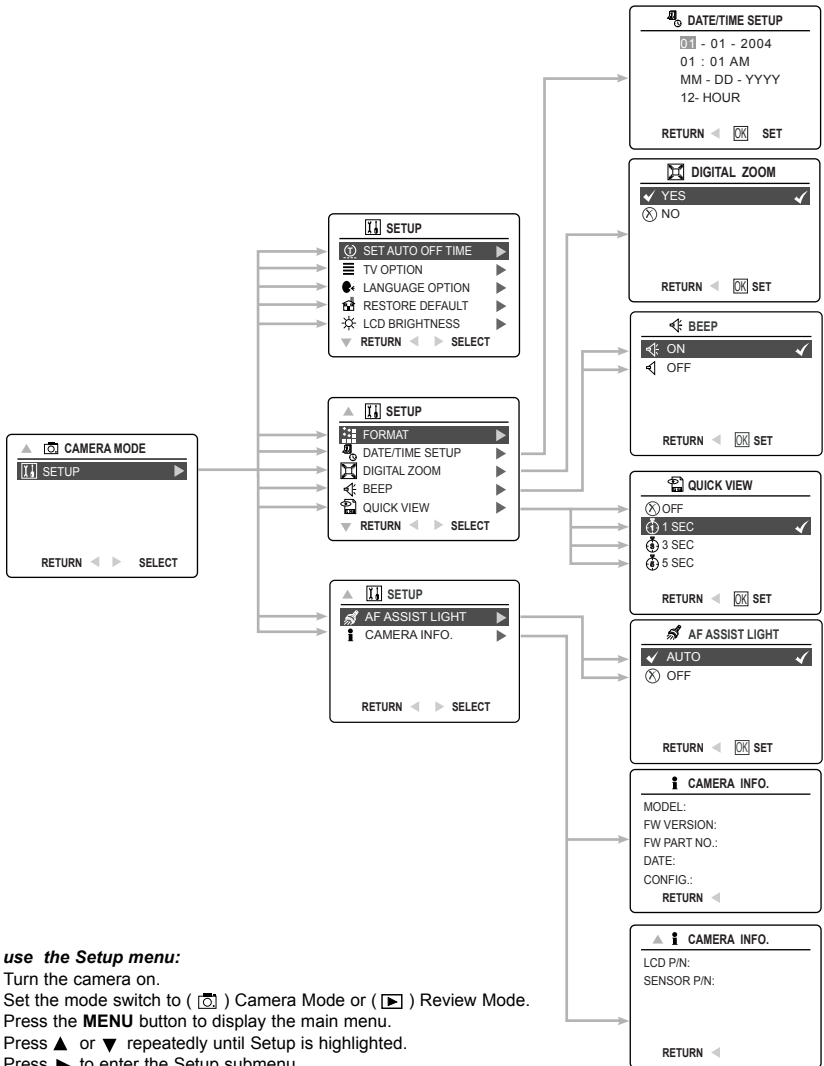 DATE/TIME SETUP
01 - 01 - 2004
01 : 01 AM
MM - DD - YYYY
12- HOUR
RETURN OK SET
DIGITAL ZOOM
YES
NO
RETURN OK SET
SETUP
SET AUTO OFF TIME
TV OPTION
LANGUAGE OPTION
RESTORE DEFAULT
LCD BRIGHTNESS
RETURN SELECT
BEEP
ON
OFF
RETURN OK SET
SETUP
FORMAT
DATE/TIME SETUP
DIGITAL ZOOM
BEEP
QUICK VIEW
RETURN SELECT
CAMERA MODE
SETUP
RETURN SELECT
QUICK VIEW
OFF
1 SEC
3 SEC
5 SEC
RETURN OK SET
SETUP
AF ASSIST LIGHT
CAMERA INFO.
RETURN SELECT
AF ASSIST LIGHT
AUTO
OFF
RETURN OK SET
CAMERA INFO.
MODEL:
FW VERSION:
FW PART NO.:
DATE:
CONFIG.:
RETURN
CAMERA INFO.
LCD P/N:
SENSOR P/N:
RETURN
use the Setup menu:
Turn the camera on.
Set the mode switch to ( ) Camera Mode or ( ) Review Mode.
Press the MENU button to display the main menu.
Press ▲ or ▼ repeatedly until Setup is highlighted.
Press ▶ to enter the Setup submenu.